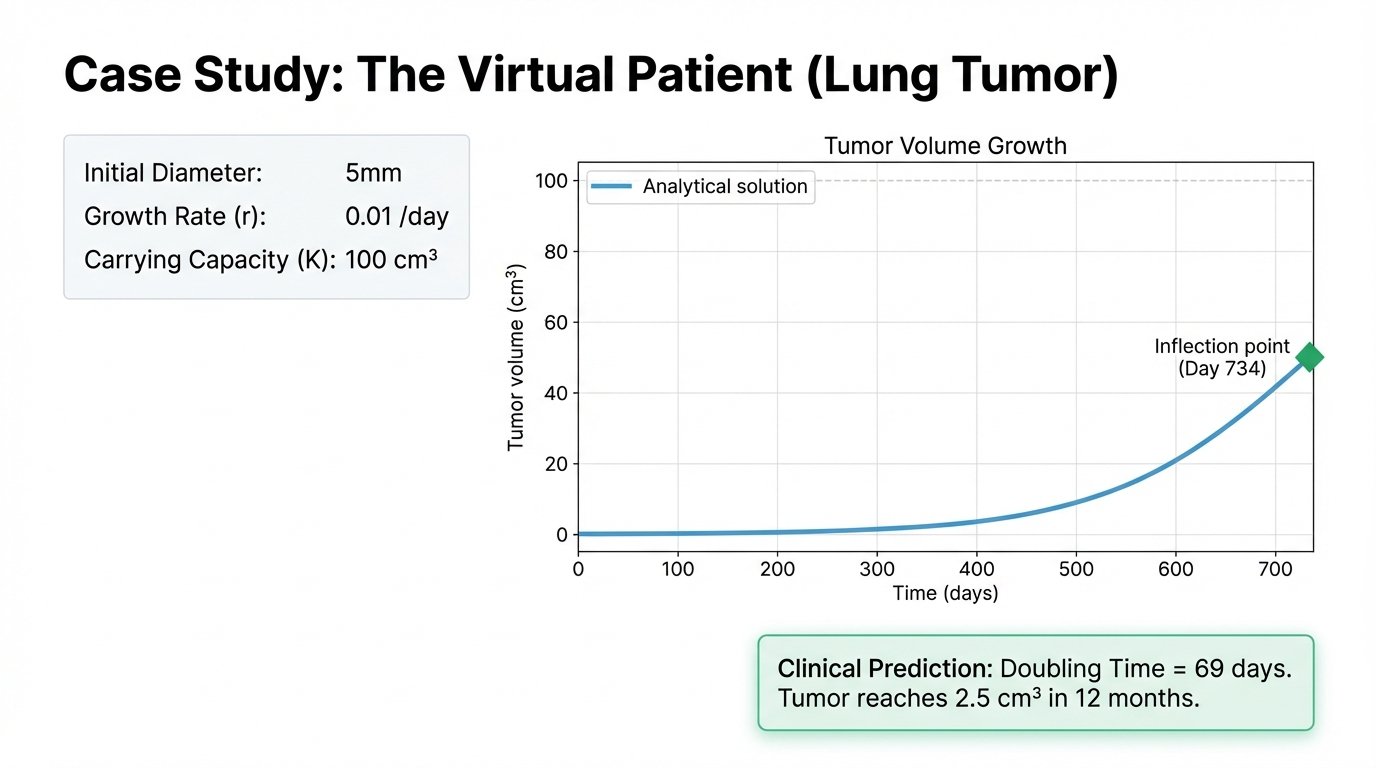 Case Study: The Virtual Patient (Lung Tumor)
Initial Diameter: 5mm
Growth Rate (r): 0.01 /day
Carrying Capacity (K): 100 cm³
Tumor Volume Growth
Analytical solution
100
80
60
40
20
0
Tumor volume (cm³)
Inflection point
(Day 734)
0 100 200 300 400 500 600 700
Time (days)
Clinical Prediction: Doubling Time = 69 days.
Tumor reaches 2.5 cm³ in 12 months.